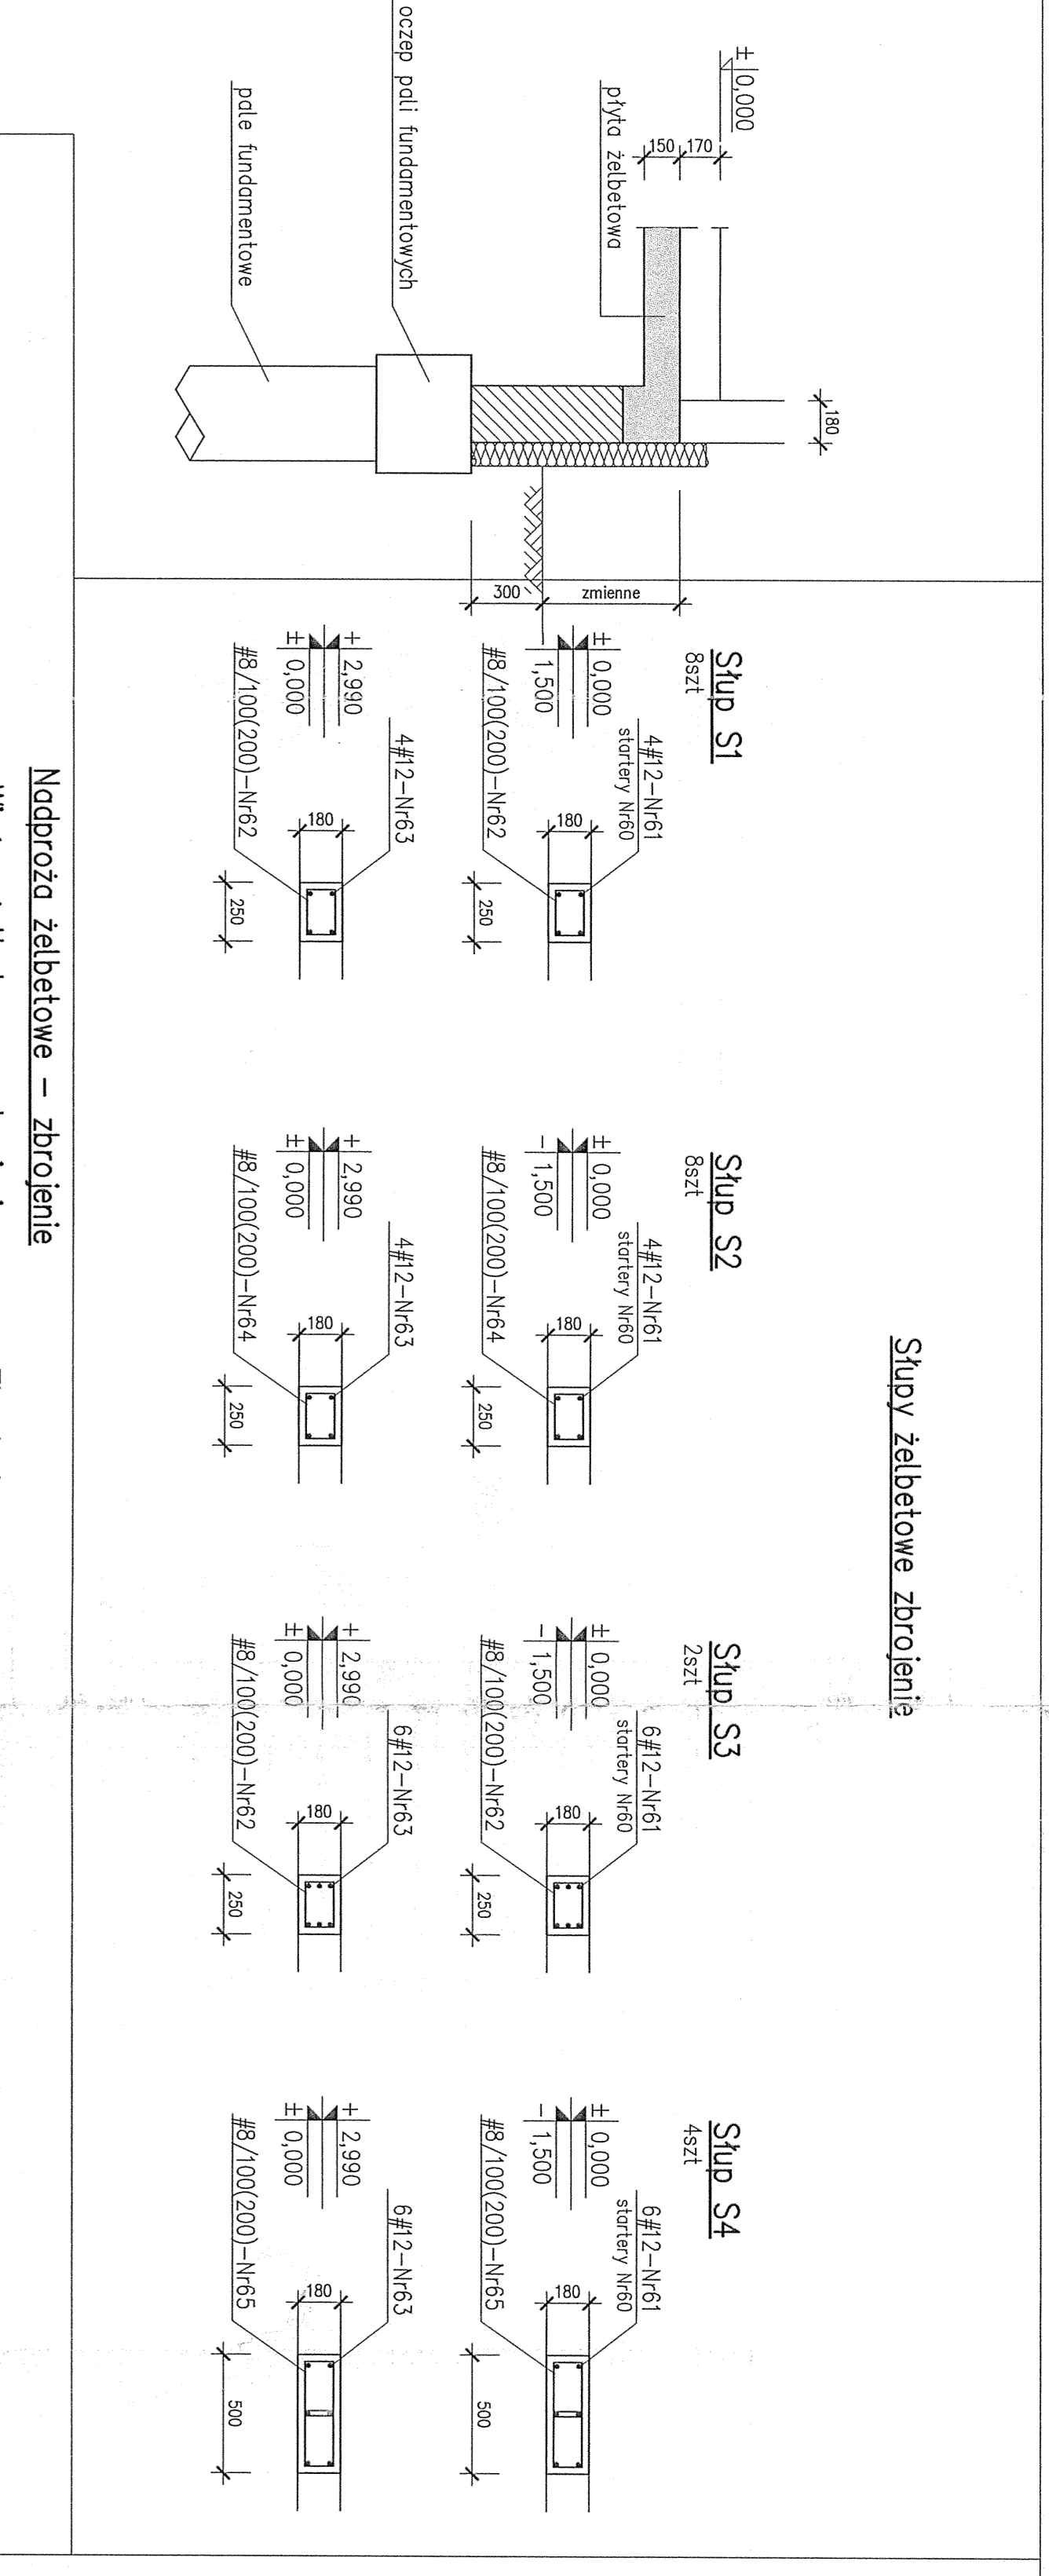 ± 0,000
170
150
płyta żelbetowa
180
oczep pali fundamentowych
pale fundamentowe
300
zmienne
Słupy żelbetowe zbrojenie
Słup S1
8szt
4#12-Nr61
startery Nr60
± 0,000
1,500
180
#8/100(200)-Nr62
250
4#12-Nr63
+ 2,990
± 0,000
180
#8/100(200)-Nr62
250
Słup S2
8szt
4#12-Nr61
startery Nr60
± 0,000
- 1,500
180
#8/100(200)-Nr64
250
4#12-Nr63
+ 2,990
± 0,000
180
#8/100(200)-Nr64
250
Słup S3
2szt
6#12-Nr61
startery Nr60
± 0,000
- 1,500
180
#8/100(200)-Nr62
250
6#12-Nr63
+ 2,990
± 0,000
180
#8/100(200)-Nr62
250
Słup S4
4szt
6#12-Nr61
startery Nr60
± 0,000
- 1,500
180
#8/100(200)-Nr65
500
6#12-Nr63
+ 2,990
± 0,000
180
#8/100(200)-Nr65
500
Nadproża żelbetowe - zbrojenie